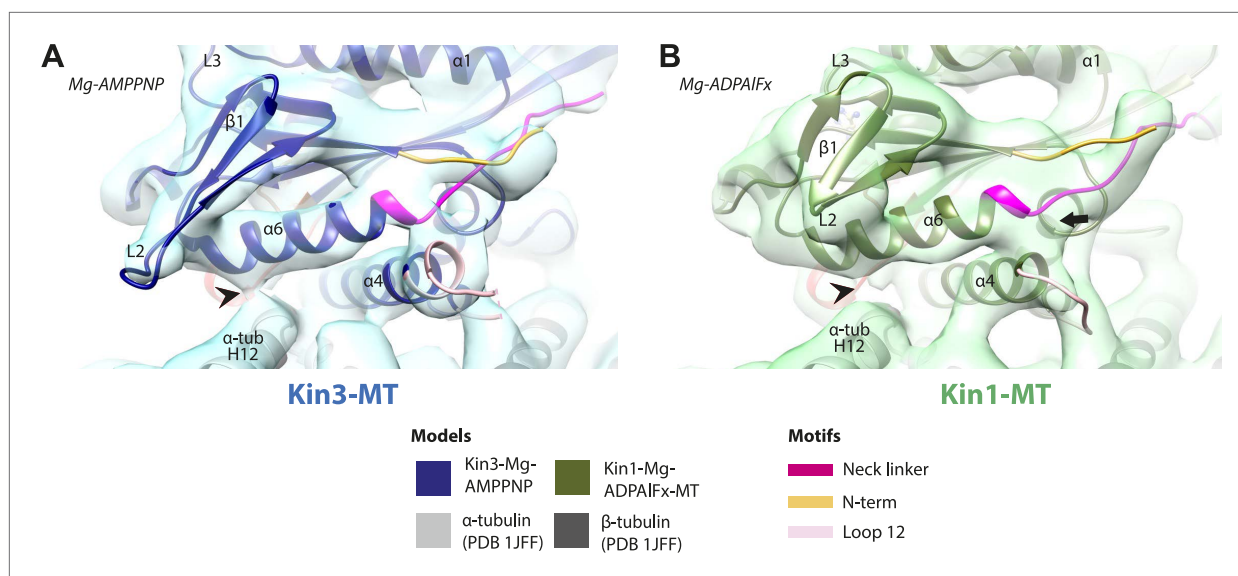 A
Mg-AMPPNP
L3
α1
β1
L2
α6
α4
α-tub
H12
Kin3-MT
B
Mg-ADPAlFx
L3
α1
β1
L2
α6
α4
α-tub
H12
Kin1-MT
Models
Kin3-Mg-
AMPPNP
Kin1-Mg-
ADPAlFx-MT
α-tubulin
(PDB 1JFF)
β-tubulin
(PDB 1JFF)
Motifs
Neck linker
N-term
Loop 12